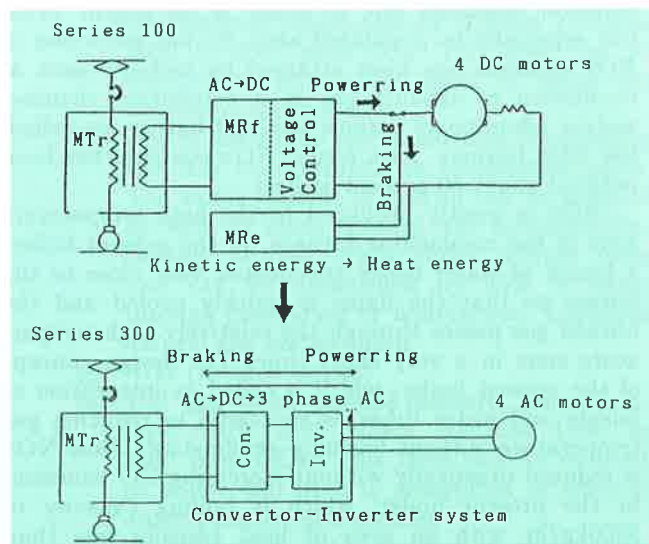 Series 100
AC→DC
Powerring
4 DC motors
MTr
MRf
Voltage
Control
Braking
MRe
Kinetic energy → Heat energy
Series 300
Braking
Powerring
AC→DC→3 phase AC
4 AC motors
MTr
Con.
Inv.
Convertor-Inverter system